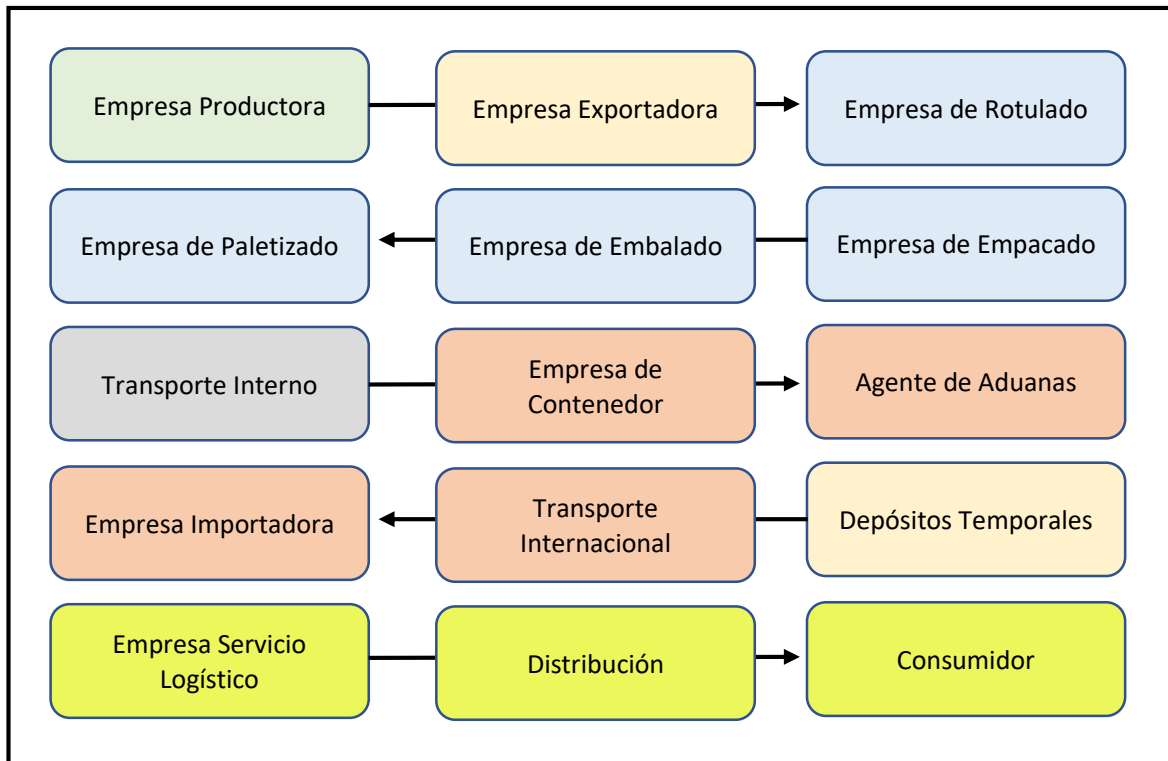 Empresa Productora
Empresa Exportadora
Empresa de Rotulado
Empresa de Paletizado
Empresa de Embalado
Empresa de Empacado
Transporte Interno
Empresa de
Contenedor
Agente de Aduanas
Empresa Importadora
Transporte
Internacional
Depósitos Temporales
Empresa Servicio
Logístico
Distribución
Consumidor